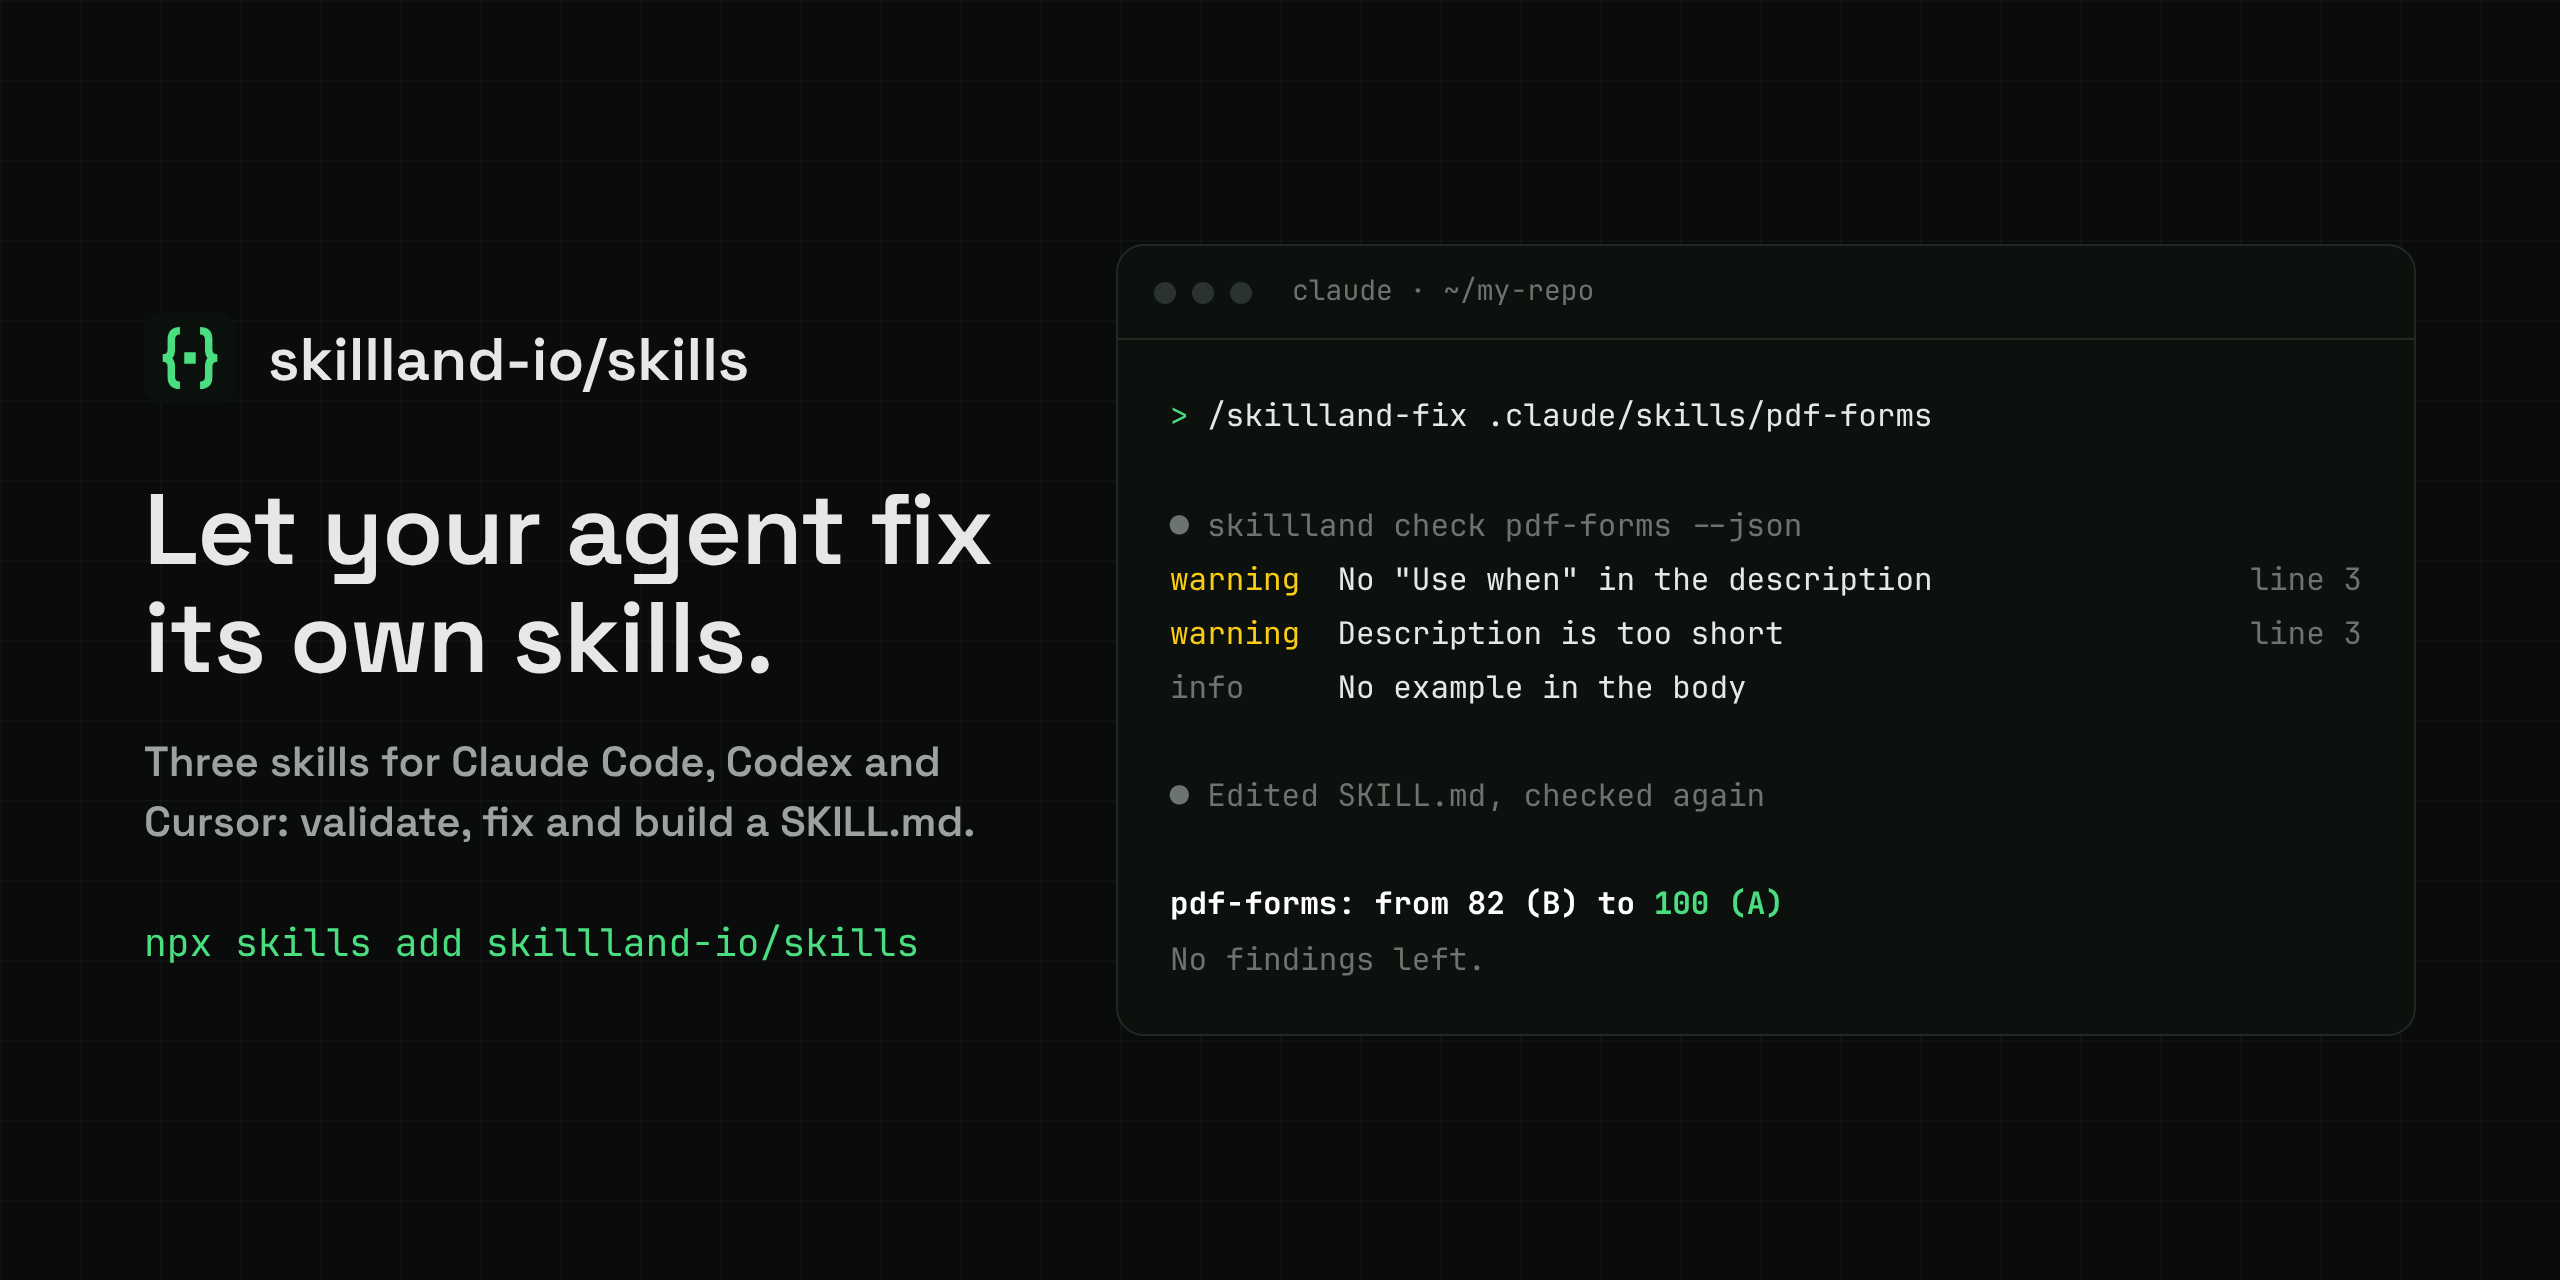 skillland-io/skills
Let your agent fix
its own skills.
Three skills for Claude Code, Codex and
Cursor: validate, fix and build a SKILL.md.
npx skills add skillland-io/skills
claude · ~/my-repo
> /skillland-fix .claude/skills/pdf-forms
● skillland check pdf-forms --json
warning No "Use when" in the description line 3
warning Description is too short line 3
info No example in the body
● Edited SKILL.md, checked again
pdf-forms: from 82 (B) to 100 (A)
No findings left.